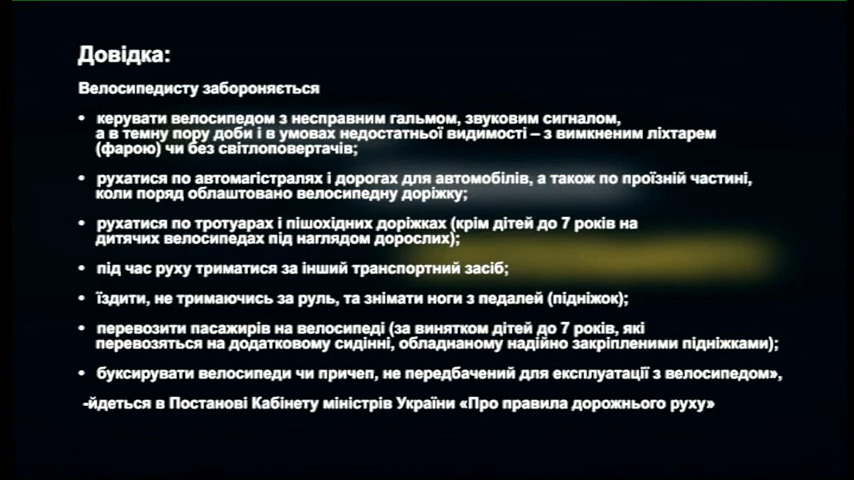 Довідка:
Велосипедисту забороняється
• керувати велосипедом з несправним гальмом, звуковим сигналом,
а в темну пору доби і в умовах недостатньої видимості – з вимкненим ліхтарем
(фарою) чи без світлоповертачів;
• рухатися по автомагістралях і дорогах для автомобілів, а також по проїзній частині,
коли поряд облаштовано велосипедну доріжку;
• рухатися по тротуарах і пішохідних доріжках (крім дітей до 7 років на
дитячих велосипедах під наглядом дорослих);
• під час руху триматися за інший транспортний засіб;
• їздити, не тримаючись за руль, та знімати ноги з педалей (підніжок);
• перевозити пасажирів на велосипеді (за винятком дітей до 7 років, які
перевозяться на додатковому сидінні, обладнаному надійно закріпленими підніжками);
• буксирувати велосипеди чи причеп, не передбачений для експлуатації з велосипедом»,
-йдеться в Постанові Кабінету міністрів України «Про правила дорожнього руху»